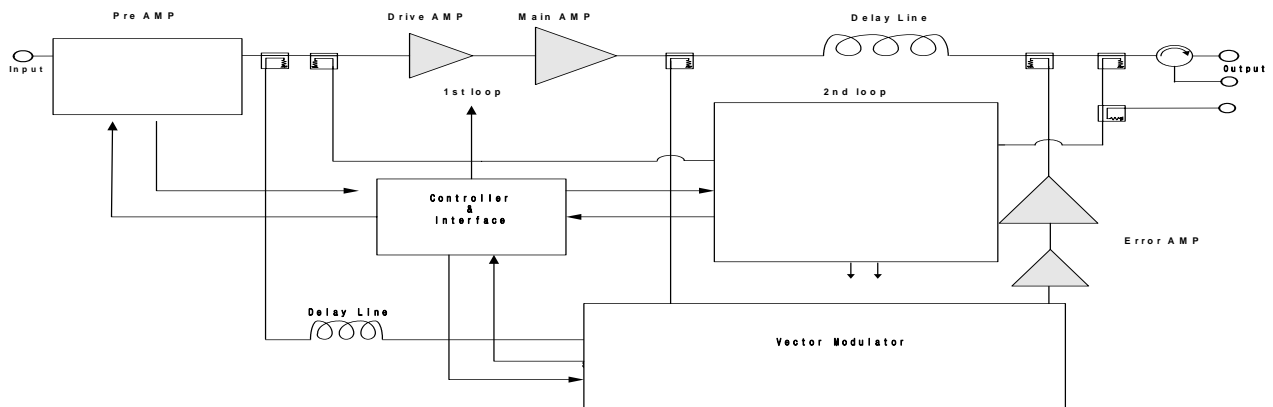 Pre AMP
Drive AMP
Main AMP
Delay Line
Input
Output
1st loop
2nd loop
Controller
&
Interface
Error AMP
Delay Line
Vector Modulator